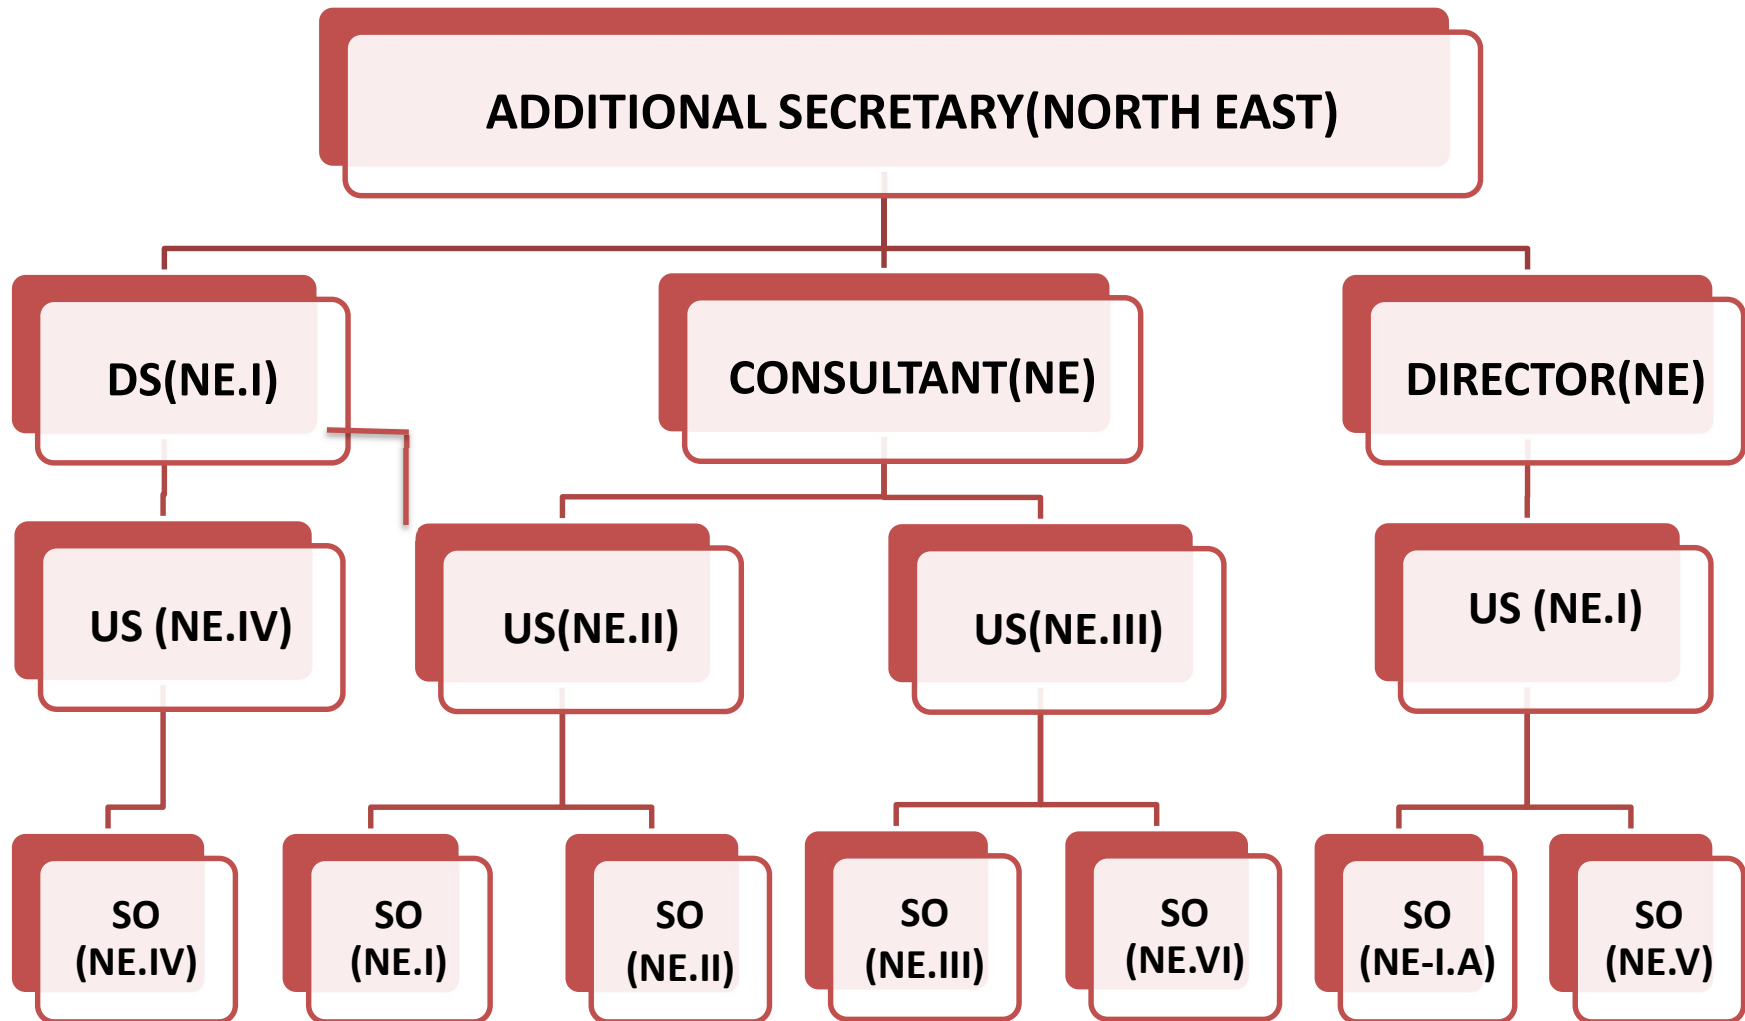 ADDITIONAL SECRETARY(NORTH EAST)
DS(NE.I)
CONSULTANT(NE)
DIRECTOR(NE)
US (NE.IV)
US(NE.II)
US(NE.III)
US (NE.I)
SO
(NE.IV)
SO
(NE.I)
SO
(NE.II)
SO
(NE.III)
SO
(NE.VI)
SO
(NE-I.A)
SO
(NE.V)